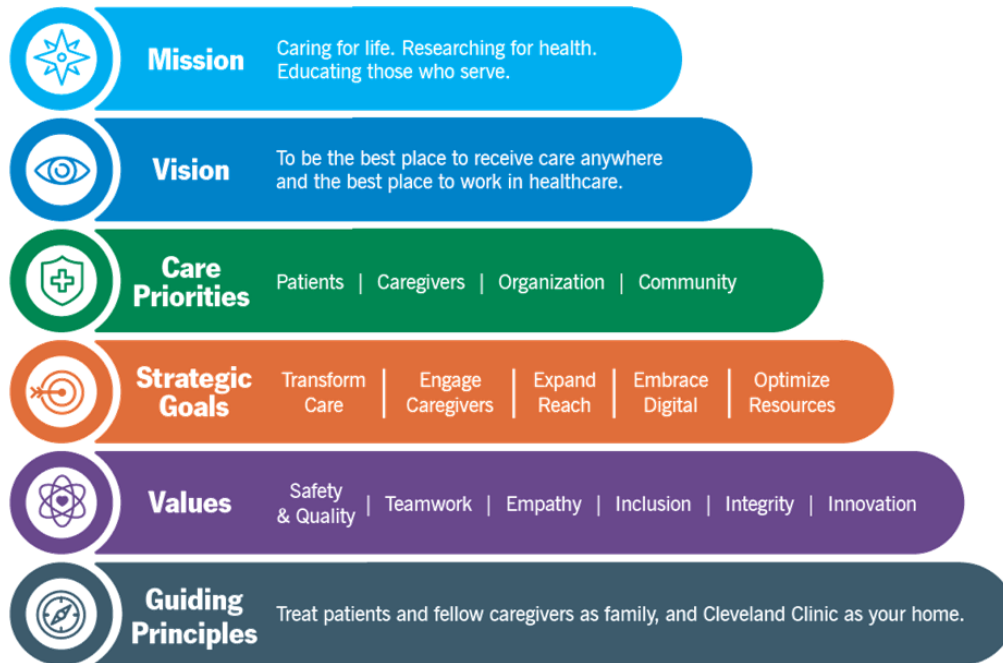 Mission
Caring for life. Researching for health.
Educating those who serve.
Vision
To be the best place to receive care anywhere
and the best place to work in healthcare.
Care
Priorities
Patients | Caregivers | Organization | Community
Strategic
Goals
Transform
Care
Engage
Caregivers
Expand
Reach
Embrace
Digital
Optimize
Resources
Values
Safety
& Quality | Teamwork | Empathy | Inclusion | Integrity | Innovation
Guiding
Principles
Treat patients and fellow caregivers as family, and Cleveland Clinic as your home.